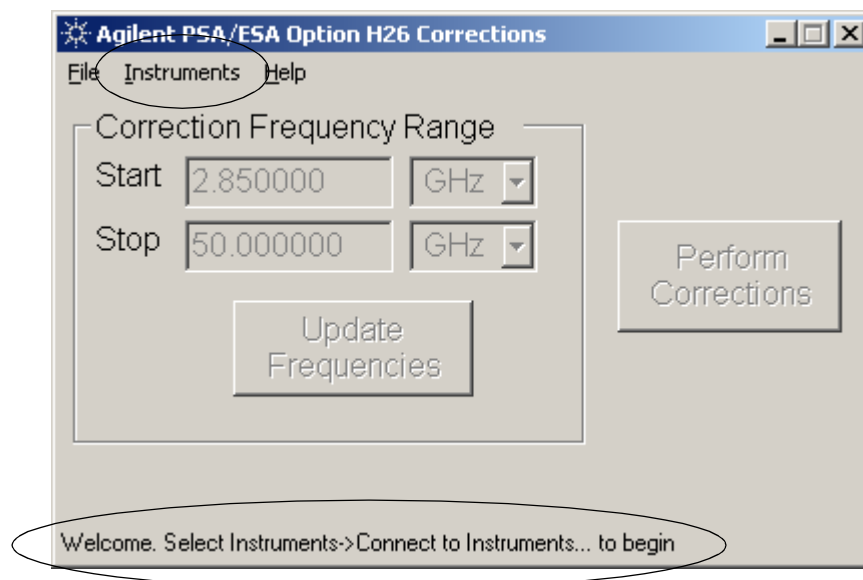 Agilent PSA/ESA Option H26 Corrections
File Instruments Help
Correction Frequency Range
Start 2.850000 GHz
Stop 50.000000 GHz
Update
Frequencies
Perform
Corrections
Welcome. Select Instruments->Connect to Instruments... to begin